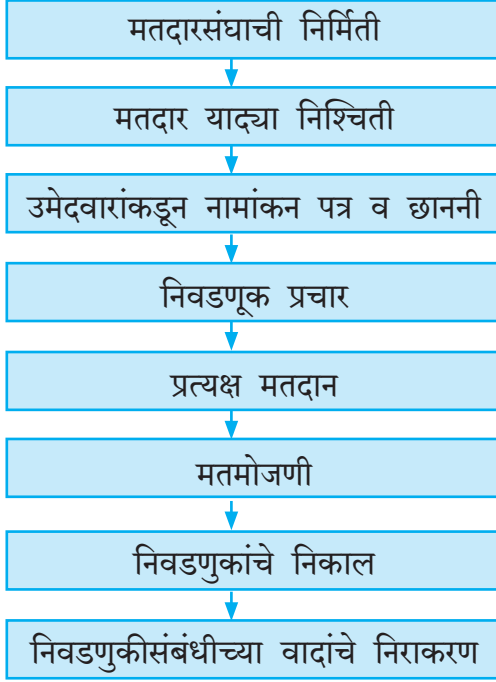 मतदारसंघाची निर्मिती
मतदार याद्या निश्चिती
उमेदवारांकडून नामांकन पत्र व छाननी
निवडणूक प्रचार
प्रत्यक्ष मतदान
मतमोजणी
निवडणुकांचे निकाल
निवडणुकीसंबंधीच्या वादांचे निराकरण